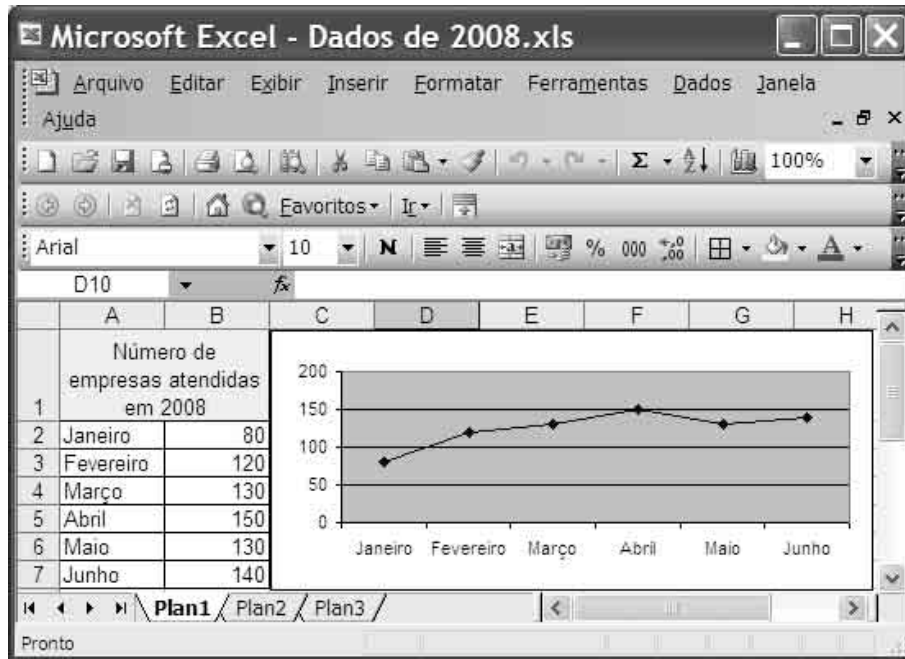 Microsoft Excel - Dados de 2008.xls
Arquivo Editar Exibir Inserir Formatar Ferramentas Dados Janela
Ajuda
Σ 100%
Favoritos Ir
Arial 10 N % 000 A
D10 fx
A B C D E F G H
1 Número de
empresas atendidas
em 2008
2 Janeiro 80
3 Fevereiro 120
4 Março 130
5 Abril 150
6 Maio 130
7 Junho 140
200
150
100
50
0
Janeiro Fevereiro Março Abril Maio Junho
Plan1 Plan2 Plan3
Pronto